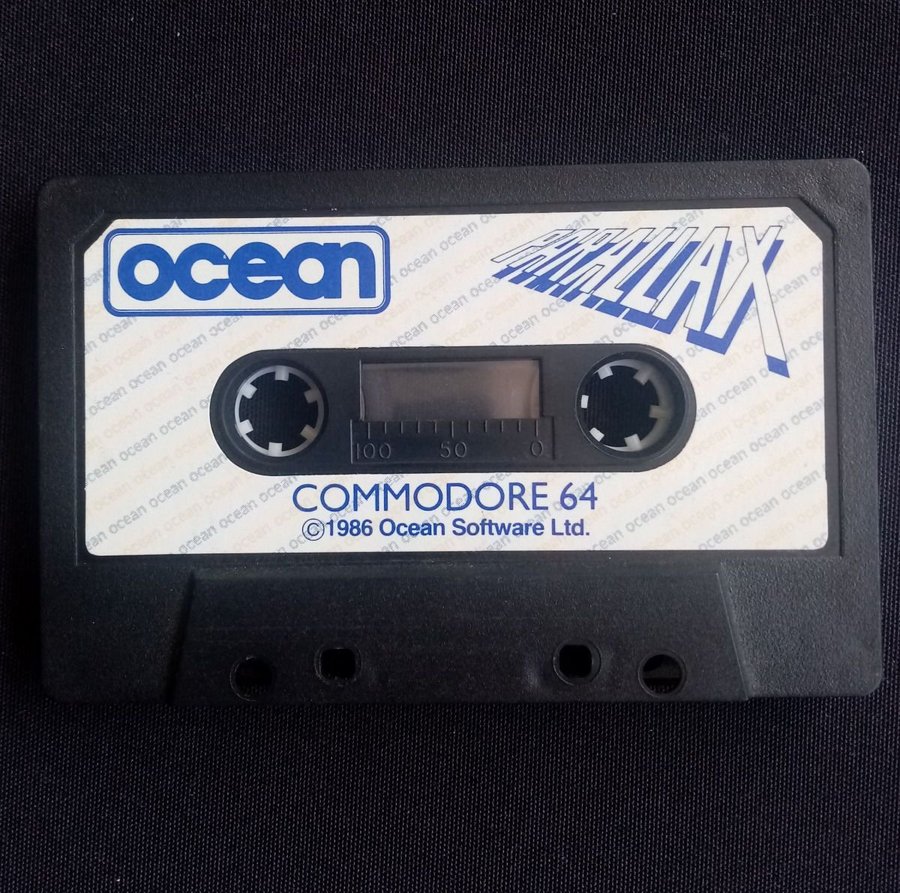 ocean
PARALLAX
100 50 0
COMMODORE 64
©1986 Ocean Software Ltd.